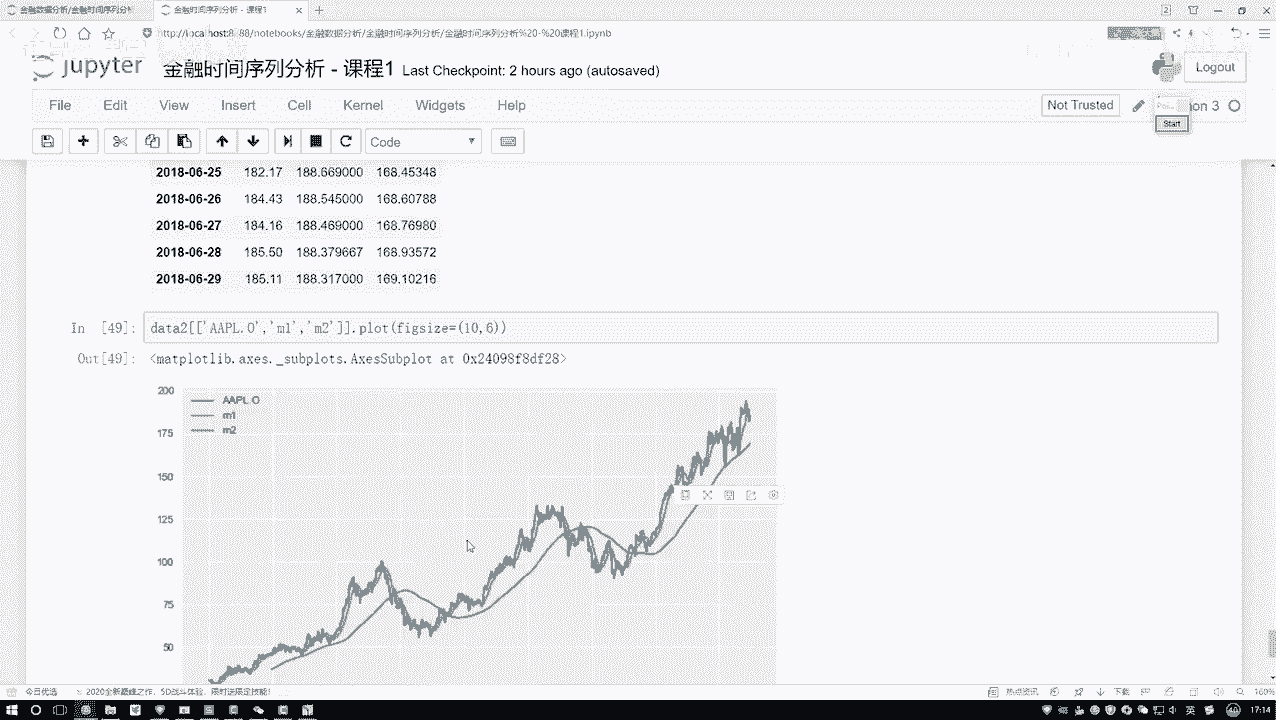 金融数据分析/金融时间序列分析
金融时间序列分析 - 课程1
http://localhost:8888/notebooks/金融数据分析/金融时间序列分析/金融时间序列分析%20-%20课程1.ipynb
jupyter 金融时间序列分析 - 课程1 Last Checkpoint: 2 hours ago (autosaved)
Logout
File Edit View Insert Cell Kernel Widgets Help
Not Trusted
on 3
Start
Code
2018-06-25 182.17 188.669000 168.45348
2018-06-26 184.43 188.545000 168.60788
2018-06-27 184.16 188.469000 168.76980
2018-06-28 185.50 188.379667 168.93572
2018-06-29 185.11 188.317000 169.10216
In [49]: data2[['AAPL.O','m1','m2']].plot(figsize=(10,6))
Out[49]: <matplotlib.axes._subplots.AxesSubplot at 0x24098f8df28>
200
AAPL.O
m1
m2
175
150
125
100
75
50
今日优选
2020全新巅峰之作，5D战斗体验，限时送限定技能！
热点资讯
下载
160%
英
17:14